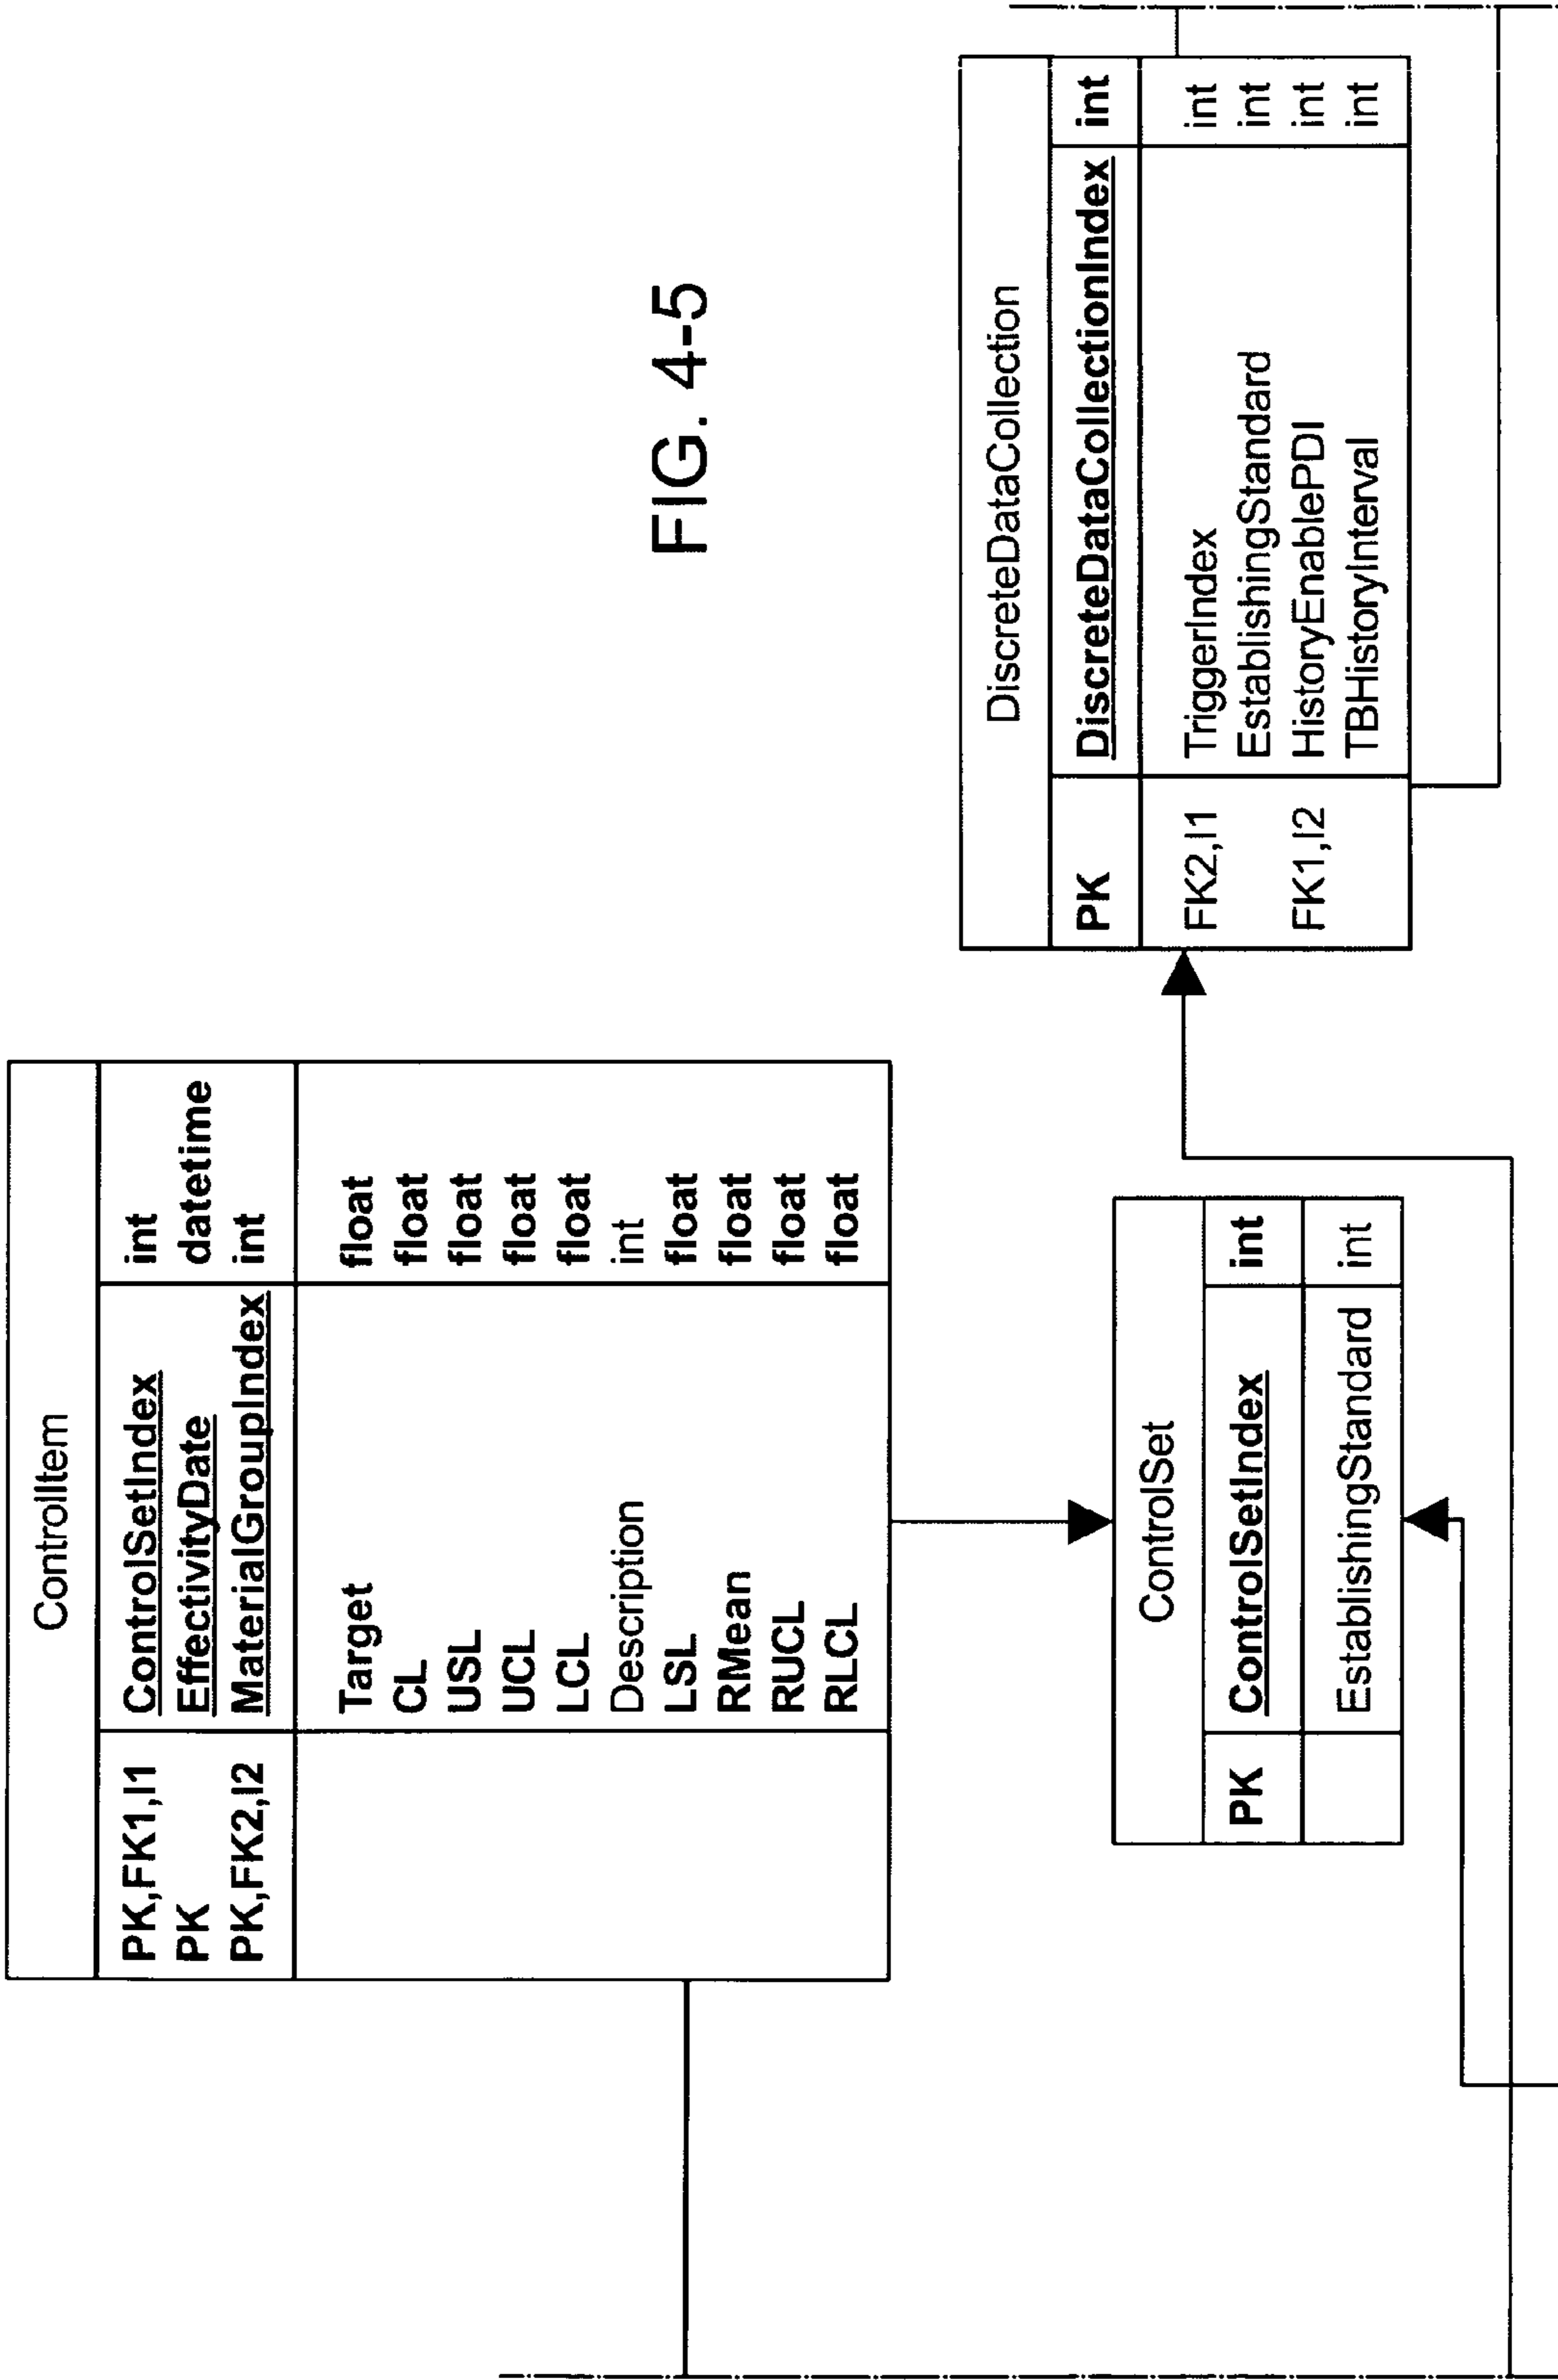 FIG. 4-5
ControlItem
PK,FK1,I1 ControlSetIndex int
PK EffectivityDate datetime
PK,FK2,I2 MaterialGroupIndex int
Target float
CL float
USL float
UCL float
LCL float
Description int
LSL float
RMean float
RUCL float
RLCL float
ControlSet
PK ControlSetIndex int
EstablishingStandard int
DiscreteDataCollection
PK DiscreteDataCollectionIndex int
FK2,I1 TriggerIndex int
EstablishingStandard int
FK1,I2 HistoryEnablePDI int
TBHistoryInterval int